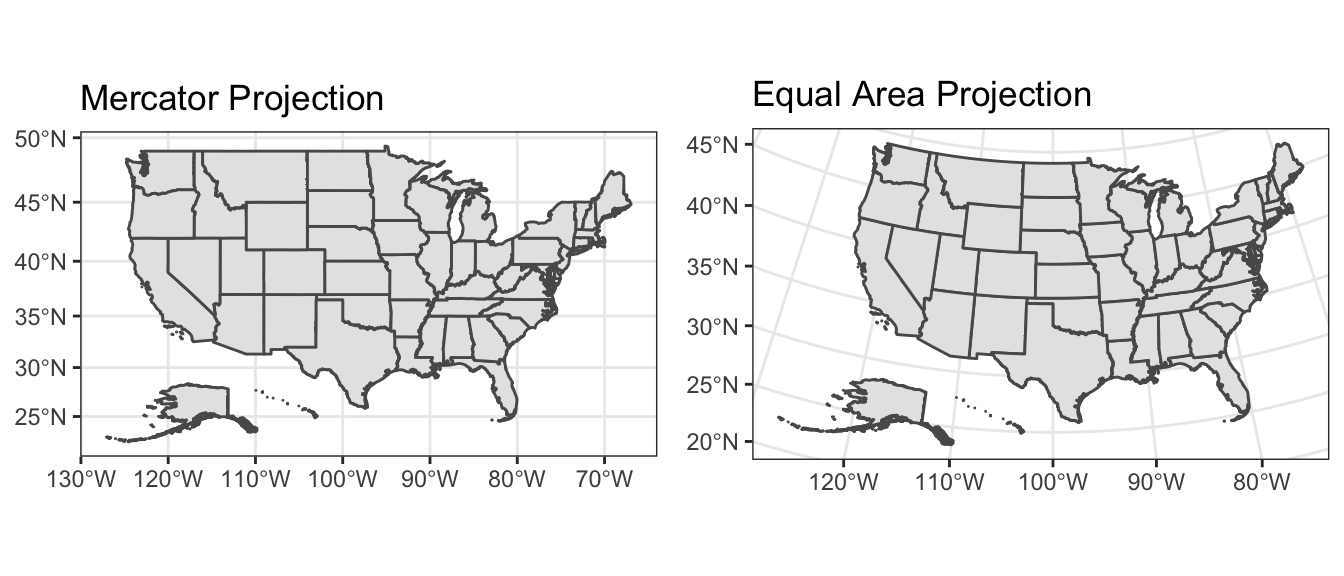 Mercator Projection
50°N
45°N
40°N
35°N
30°N
25°N
130°W 120°W 110°W 100°W 90°W 80°W 70°W
Equal Area Projection
45°N
40°N
35°N
30°N
25°N
20°N
120°W 110°W 100°W 90°W 80°W